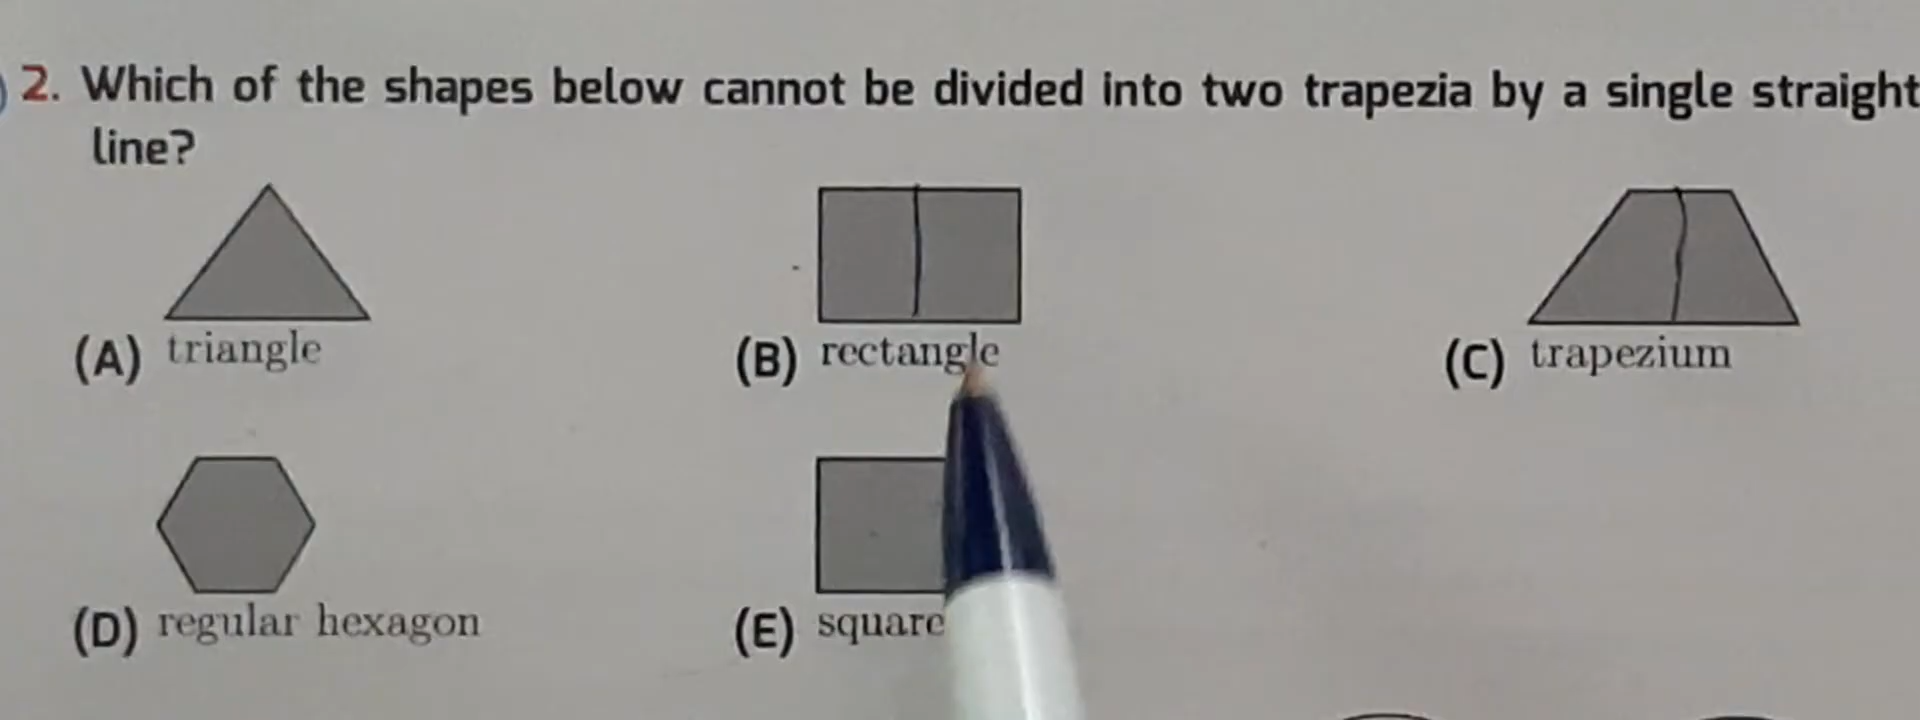 2. Which of the shapes below cannot be divided into two trapezia by a single straight
line?
(A) triangle
(B) rectangle
(C) trapezium
(D) regular hexagon
(E) square